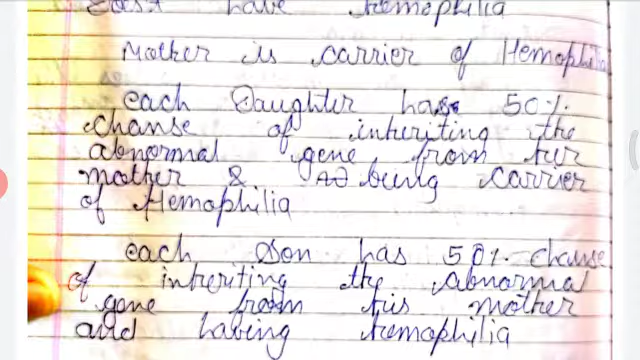 have hemophilia
Mother is carrier of Hemophilia
each Daughter has 50%
chanse of inheriting the
abnormal gene from her
mother & being carrier
of Hemophilia
each Son has 50% chanse
of inheriting the abnormal
gene from his mother
and having hemophilia